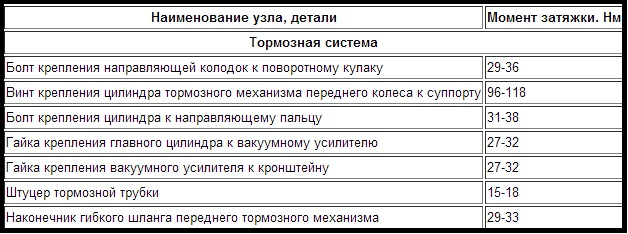 Наименование узла, детали Момент затяжки. Нм
Тормозная система
Болт крепления направляющей колодок к поворотному кулаку 29-36
Винт крепления цилиндра тормозного механизма переднего колеса к суппорту 96-118
Болт крепления цилиндра к направляющему пальцу 31-38
Гайка крепления главного цилиндра к вакуумному усилителю 27-32
Гайка крепления вакуумного усилителя к кронштейну 27-32
Штуцер тормозной трубки 15-18
Наконечник гибкого шланга переднего тормозного механизма 29-33